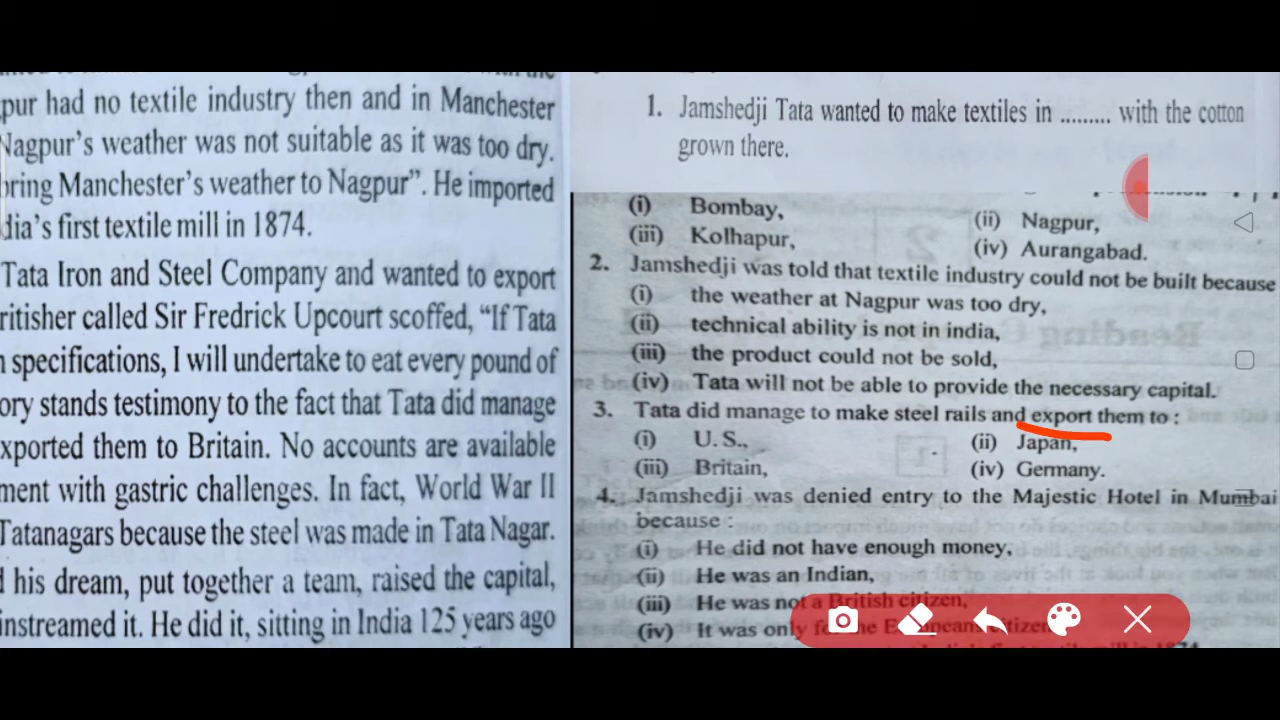 pur had no textile industry then and in Manchester
Nagpur's weather was not suitable as it was too dry.
bring Manchester's weather to Nagpur". He imported
dia's first textile mill in 1874.
Tata Iron and Steel Company and wanted to export
ritisher called Sir Fredrick Upcourt scoffed, "If Tata
specifications, I will undertake to eat every pound of
ory stands testimony to the fact that Tata did manage
xported them to Britain. No accounts are available
ment with gastric challenges. In fact, World War II
Tatanagars because the steel was made in Tata Nagar.
his dream, put together a team, raised the capital,
instreamed it. He did it, sitting in India 125 years ago
1. Jamshedji Tata wanted to make textiles in ......... with the cotton
grown there.
(i) Bombay, (ii) Nagpur,
(iii) Kolhapur, (iv) Aurangabad.
2. Jamshedji was told that textile industry could not be built because
(i) the weather at Nagpur was too dry,
(ii) technical ability is not in india,
(iii) the product could not be sold,
(iv) Tata will not be able to provide the necessary capital.
3. Tata did manage to make steel rails and export them to :
(i) U. S., (ii) Japan,
(iii) Britain, (iv) Germany.
4. Jamshedji was denied entry to the Majestic Hotel in Mumbai
because :
(i) He did not have enough money,
(ii) He was an Indian,
(iii) He was not a British citizen,
(iv) It was only